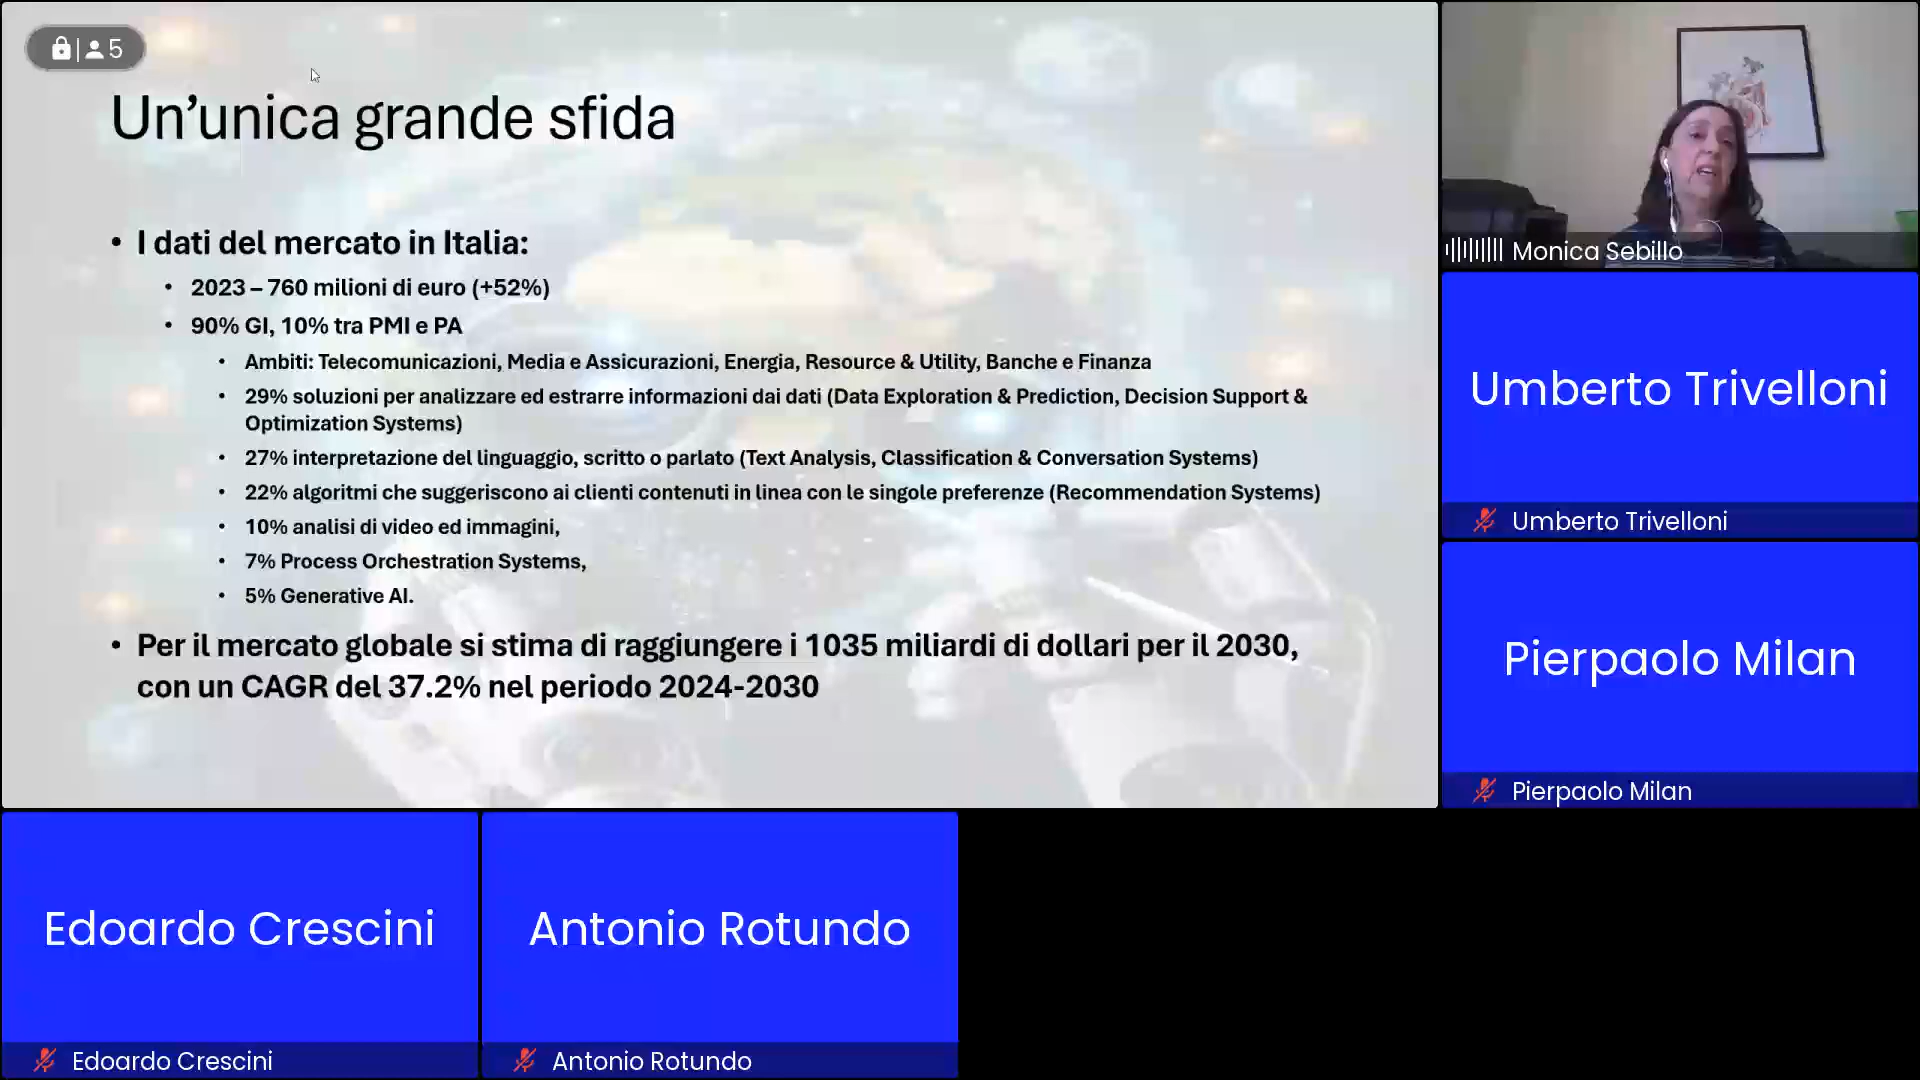 5
Un’unica grande sfida
• I dati del mercato in Italia:
• 2023 – 760 milioni di euro (+52%)
• 90% GI, 10% tra PMI e PA
• Ambiti: Telecomunicazioni, Media e Assicurazioni, Energia, Resource & Utility, Banche e Finanza
• 29% soluzioni per analizzare ed estrarre informazioni dai dati (Data Exploration & Prediction, Decision Support &
Optimization Systems)
• 27% interpretazione del linguaggio, scritto o parlato (Text Analysis, Classification & Conversation Systems)
• 22% algoritmi che suggeriscono ai clienti contenuti in linea con le singole preferenze (Recommendation Systems)
• 10% analisi di video ed immagini,
• 7% Process Orchestration Systems,
• 5% Generative AI.
• Per il mercato globale si stima di raggiungere i 1035 miliardi di dollari per il 2030,
con un CAGR del 37.2% nel periodo 2024-2030
Monica Sebillo
Umberto Trivelloni
Umberto Trivelloni
Pierpaolo Milan
Pierpaolo Milan
Edoardo Crescini
Edoardo Crescini
Antonio Rotundo
Antonio Rotundo